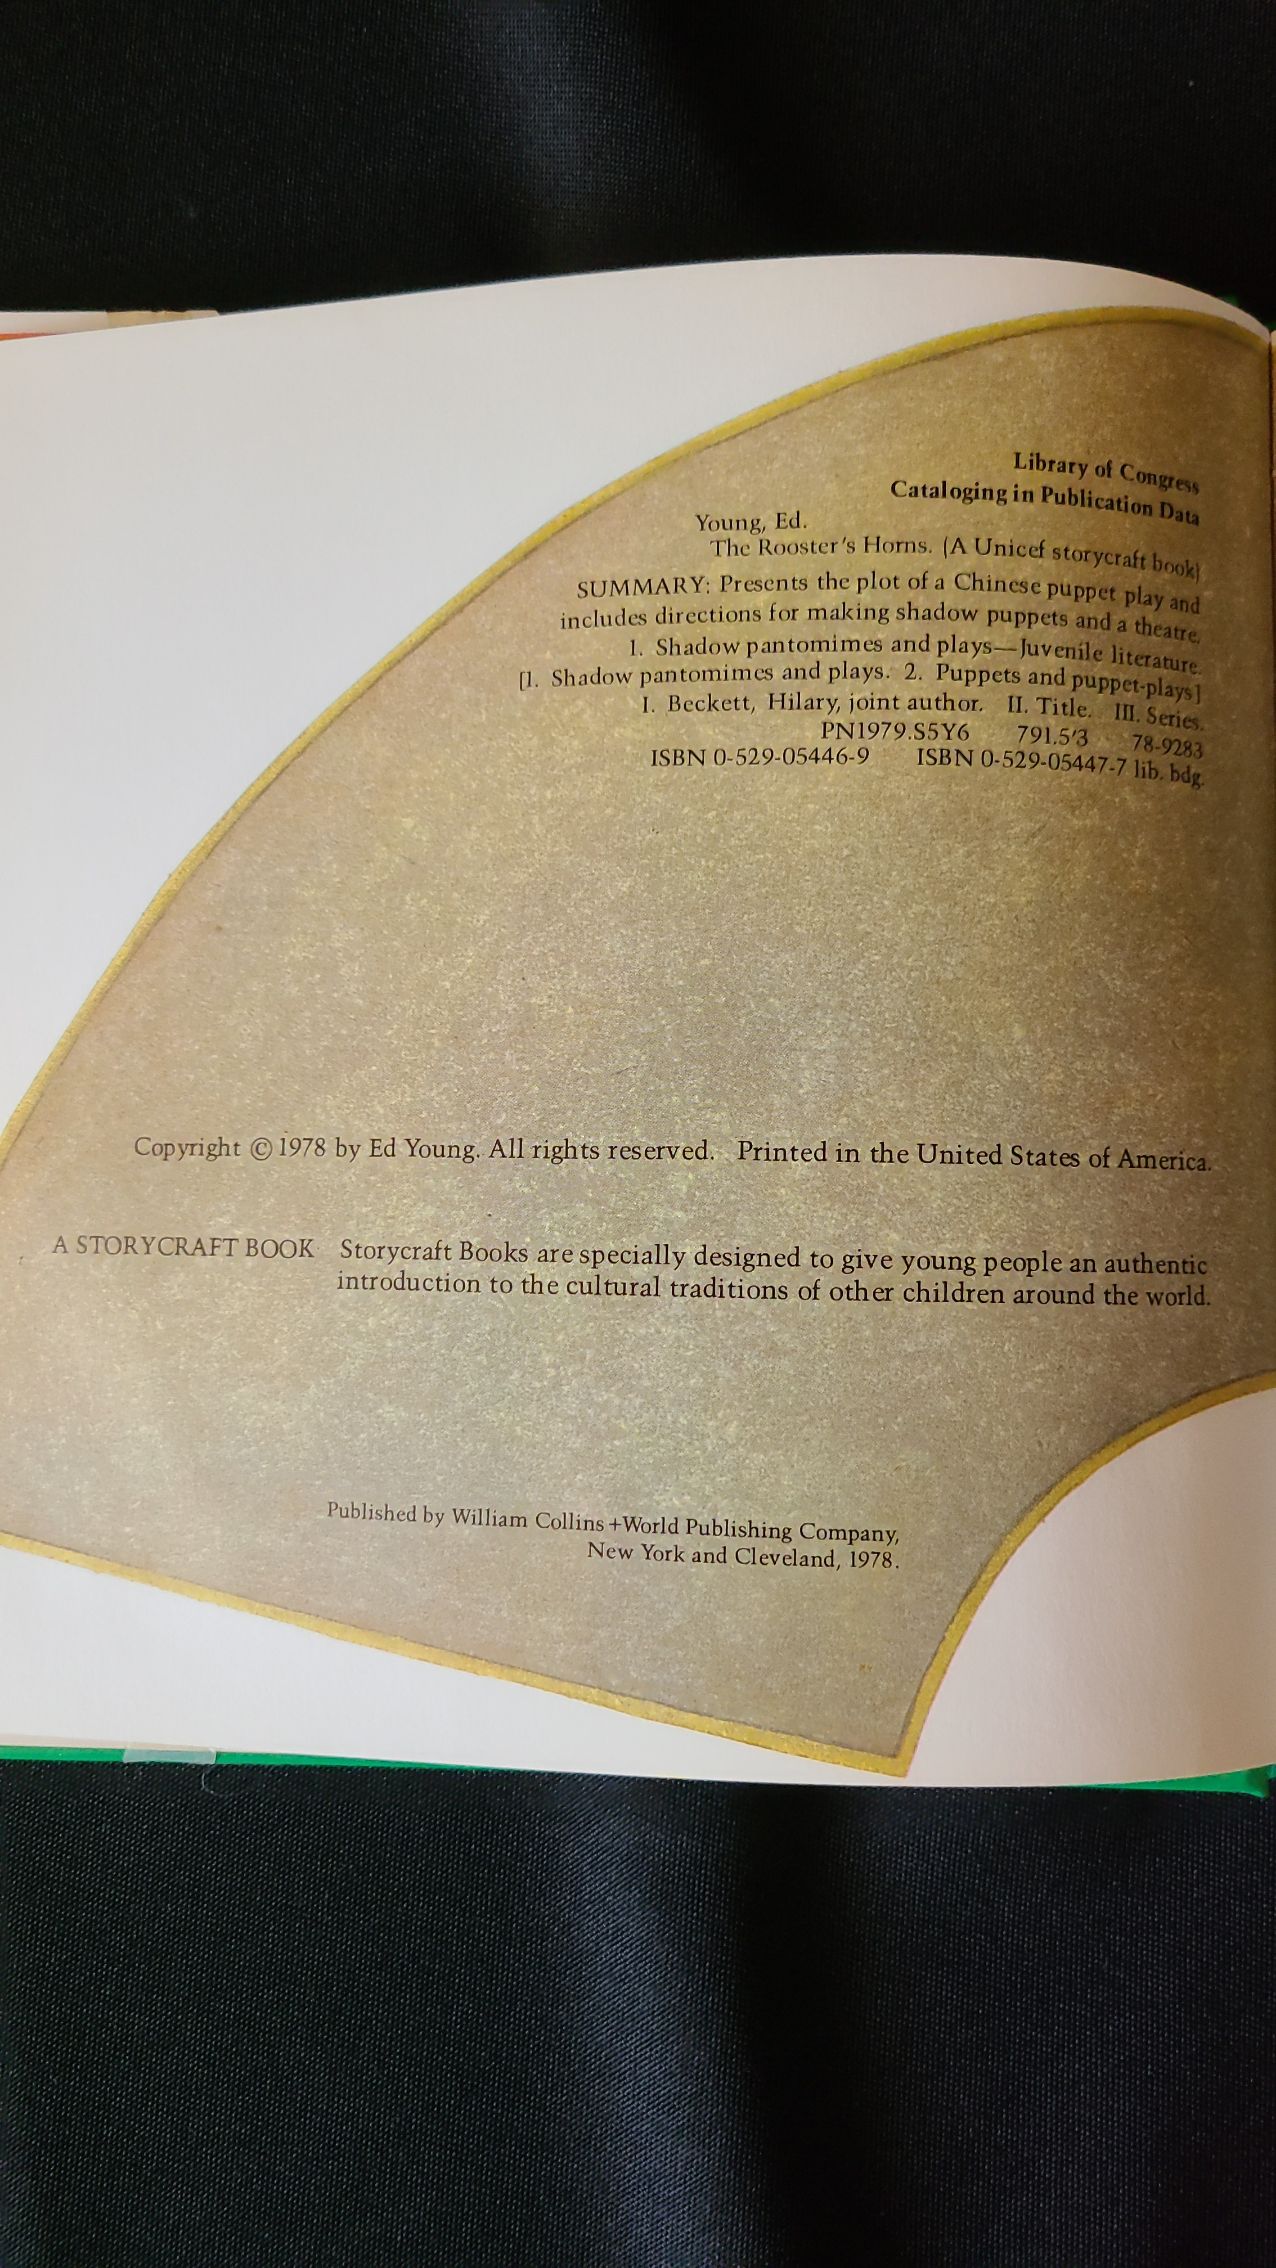 Library of Congress
Cataloging in Publication Data
Young, Ed.
The Rooster's Horns. (A Unicef storycraft book)
SUMMARY: Presents the plot of a Chinese puppet play and
includes directions for making shadow puppets and a theatre.
1. Shadow pantomimes and plays—Juvenile literature.
[1. Shadow pantomimes and plays. 2. Puppets and puppet-plays]
I. Beckett, Hilary, joint author. II. Title. III. Series.
PN1979.S5Y6 791.5'3 78-9283
ISBN 0-529-05446-9 ISBN 0-529-05447-7 lib. bdg.
Copyright © 1978 by Ed Young. All rights reserved. Printed in the United States of America.
A STORYCRAFT BOOK Storycraft Books are specially designed to give young people an authentic
introduction to the cultural traditions of other children around the world.
Published by William Collins+World Publishing Company,
New York and Cleveland, 1978.